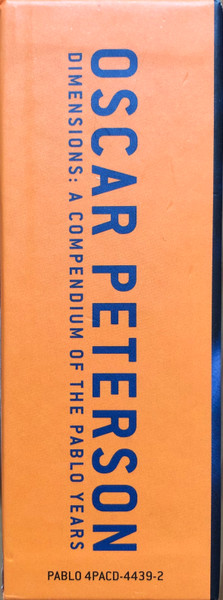 OSCAR PETERSON
DIMENSIONS: A COMPENDIUM OF THE PABLO YEARS
PABLO 4PACD-4439-2